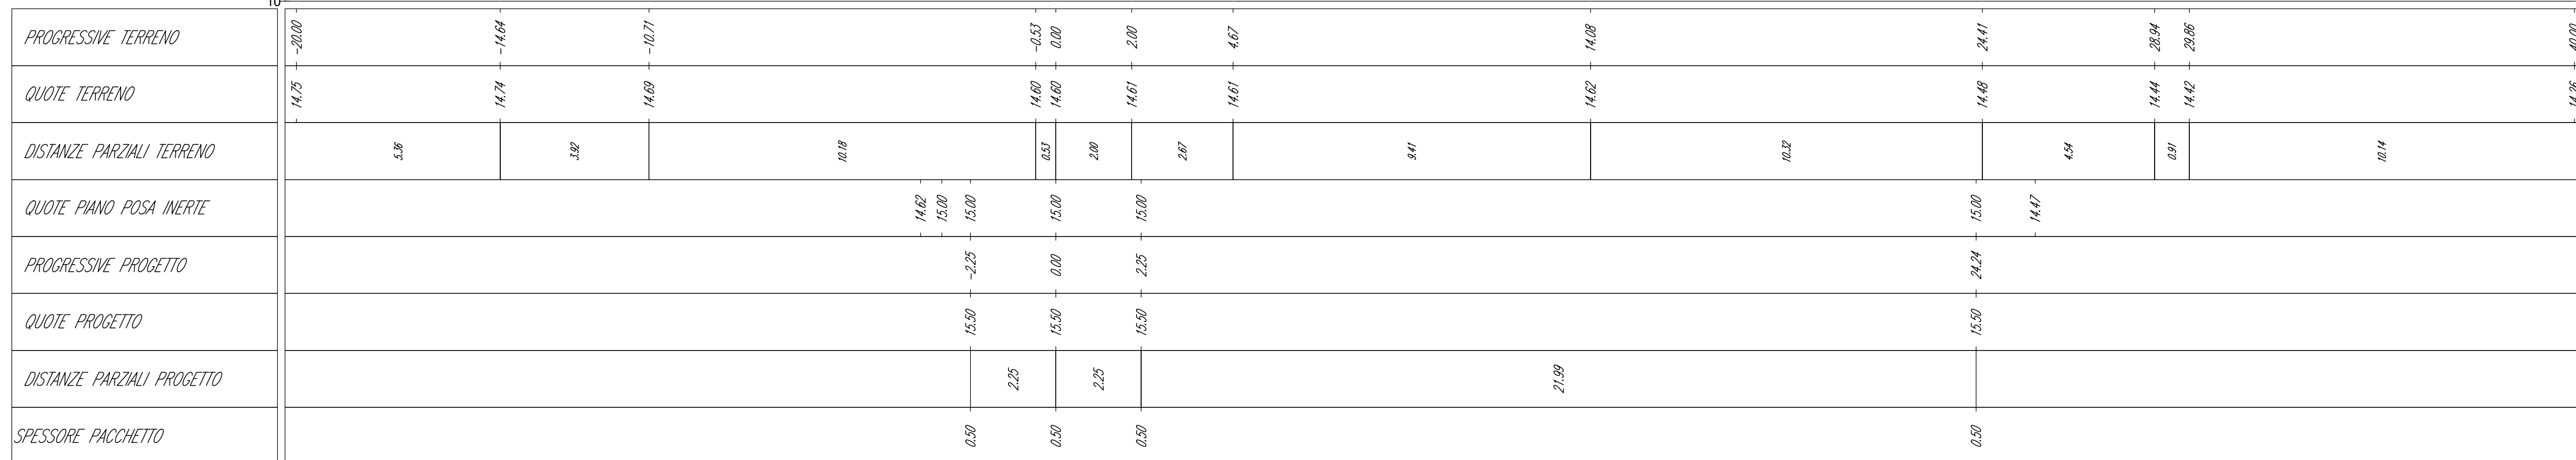 10
PROGRESSIVE TERRENO -20.00 -14.64 -10.71 -0.53 0.00 2.00 4.67 14.08 24.41 28.94 29.86 40.00
QUOTE TERRENO 14.75 14.74 14.69 14.60 14.60 14.61 14.61 14.62 14.48 14.44 14.42 14.26
DISTANZE PARZIALI TERRENO 5.36 3.92 10.18 0.53 2.00 2.67 9.41 10.32 4.54 0.91 10.14
QUOTE PIANO POSA INERTE 14.62 15.00 15.00 15.00 15.00 15.00 14.47
PROGRESSIVE PROGETTO -2.25 0.00 2.25 24.24
QUOTE PROGETTO 15.50 15.50 15.50 15.50
DISTANZE PARZIALI PROGETTO 2.25 2.25 21.99
SPESSORE PACCHETTO 0.50 0.50 0.50 0.50